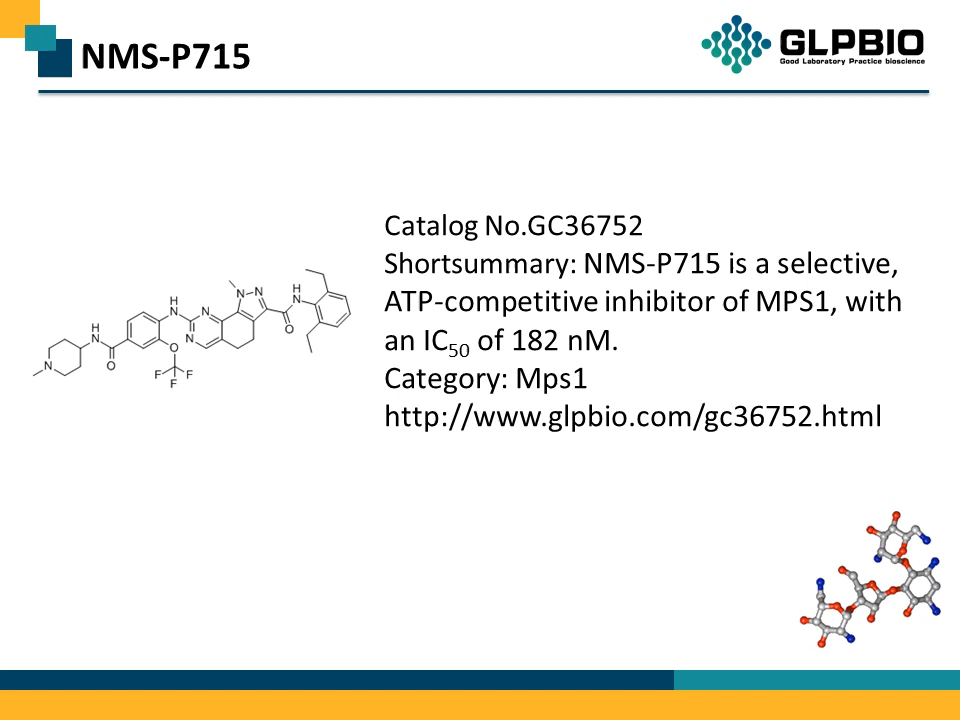 NMS-P715
GLPBIO
Good Laboratory Practice bioscience
Catalog No.GC36752
Shortsummary: NMS-P715 is a selective,
ATP-competitive inhibitor of MPS1, with
an IC50 of 182 nM.
Category: Mps1
http://www.glpbio.com/gc36752.html
N
N
N
H
N
O
H
N
N
N
H
N
O
O
F
F
F
H
N
O
N